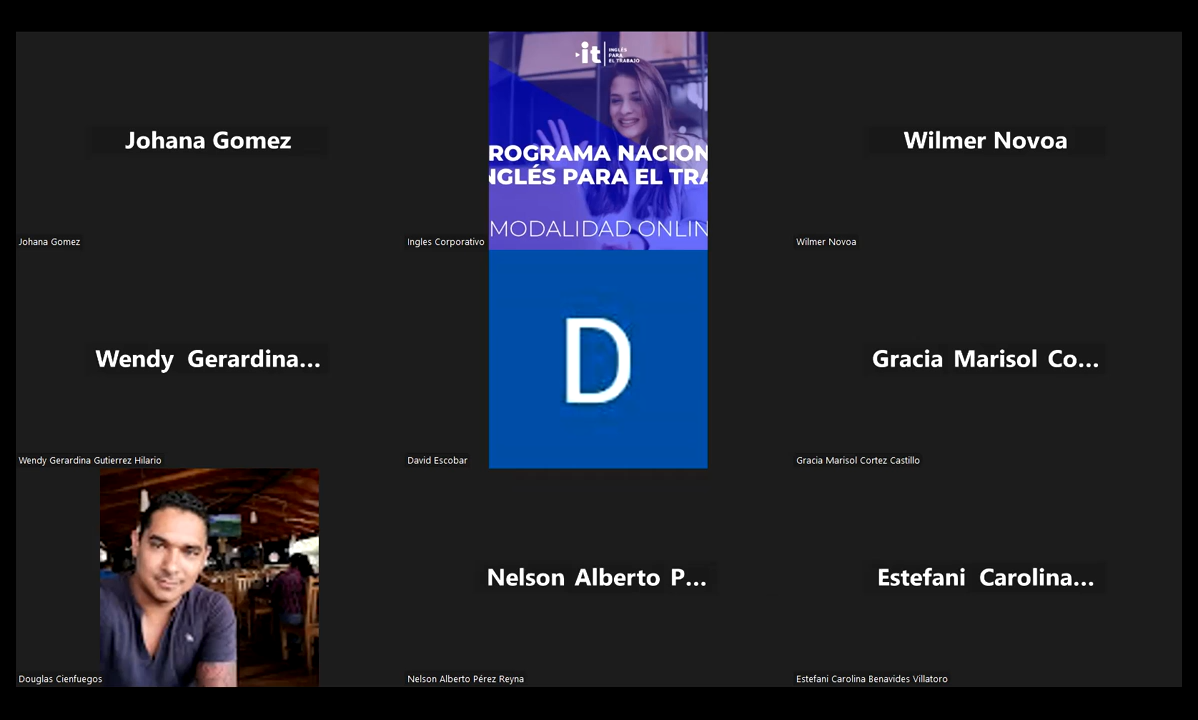 Johana Gomez
Johana Gomez
it
INGLÉS
PARA
EL TRABAJO
ROGRAMA NACION
NGLÉS PARA EL TRA
MODALIDAD ONLIN
Ingles Corporativo
Wilmer Novoa
Wilmer Novoa
Wendy Gerardina...
Wendy Gerardina Gutierrez Hilario
D
David Escobar
Gracia Marisol Co...
Gracia Marisol Cortez Castillo
Douglas Cienfuegos
Nelson Alberto P...
Nelson Alberto Pérez Reyna
Estefani Carolina...
Estefani Carolina Benavides Villatoro